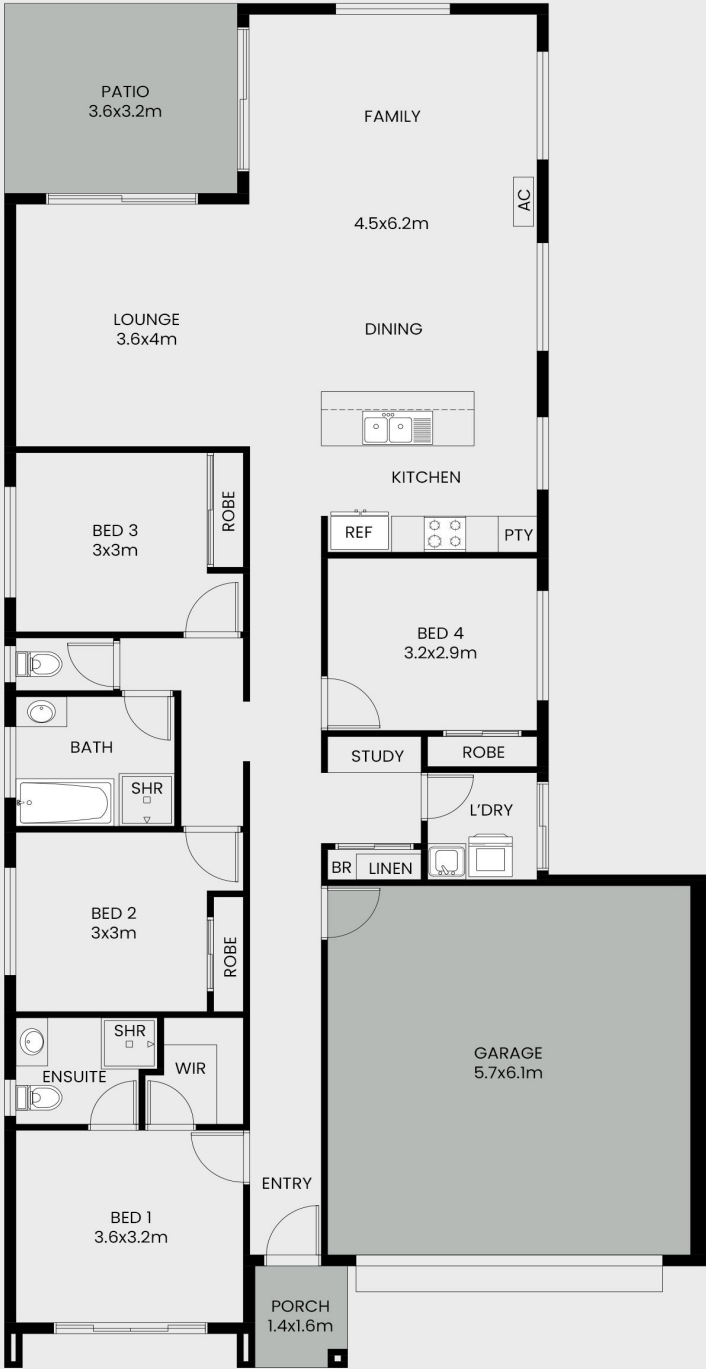 PATIO
3.6x3.2m
FAMILY
AC
4.5x6.2m
LOUNGE
3.6x4m
DINING
KITCHEN
REF
PTY
BED 3
3x3m
ROBE
BED 4
3.2x2.9m
BATH
SHR
STUDY
ROBE
L'DRY
BR
LINEN
BED 2
3x3m
ROBE
SHR
ENSUITE
WIR
GARAGE
5.7x6.1m
ENTRY
BED 1
3.6x3.2m
PORCH
1.4x1.6m